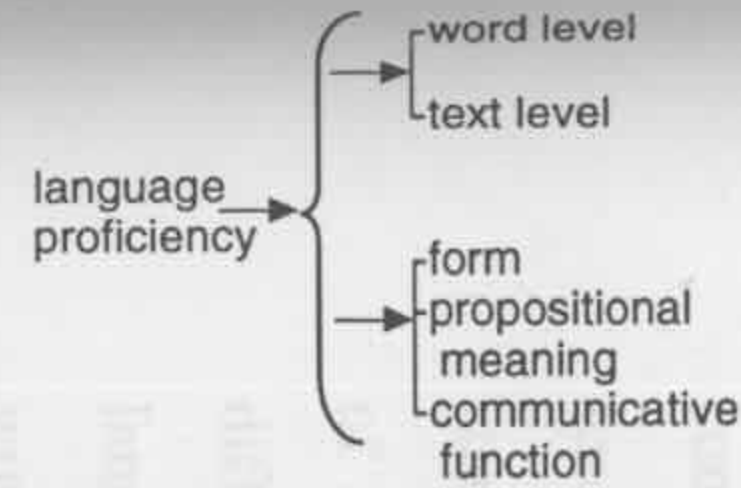 word level
text level
language
proficiency
form
propositional
meaning
communicative
function